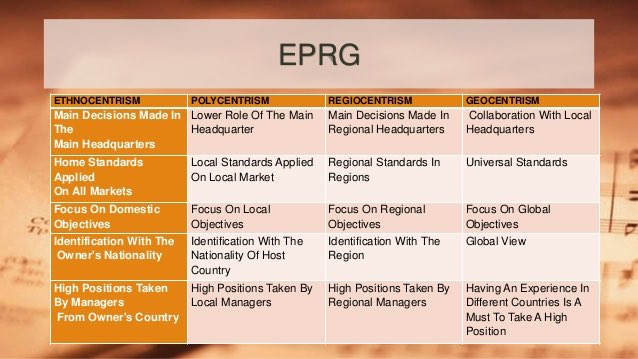 EPRG
ETHNOCENTRISM POLYCENTRISM REGIOCENTRISM GEOCENTRISM
Main Decisions Made In
The
Main Headquarters
Lower Role Of The Main
Headquarter
Main Decisions Made In
Regional Headquarters
Collaboration With Local
Headquarters
Home Standards
Applied
On All Markets
Local Standards Applied
On Local Market
Regional Standards In
Regions
Universal Standards
Focus On Domestic
Objectives
Focus On Local
Objectives
Focus On Regional
Objectives
Focus On Global
Objectives
Identification With The
Owner's Nationality
Identification With The
Nationality Of Host
Country
Identification With The
Region
Global View
High Positions Taken
By Managers
From Owner's Country
High Positions Taken By
Local Managers
High Positions Taken By
Regional Managers
Having An Experience In
Different Countries Is A
Must To Take A High
Position